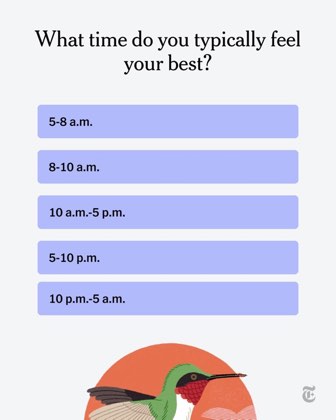 What time do you typically feel
your best?
5-8 a.m.
8-10 a.m.
10 a.m.-5 p.m.
5-10 p.m.
10 p.m.-5 a.m.
T